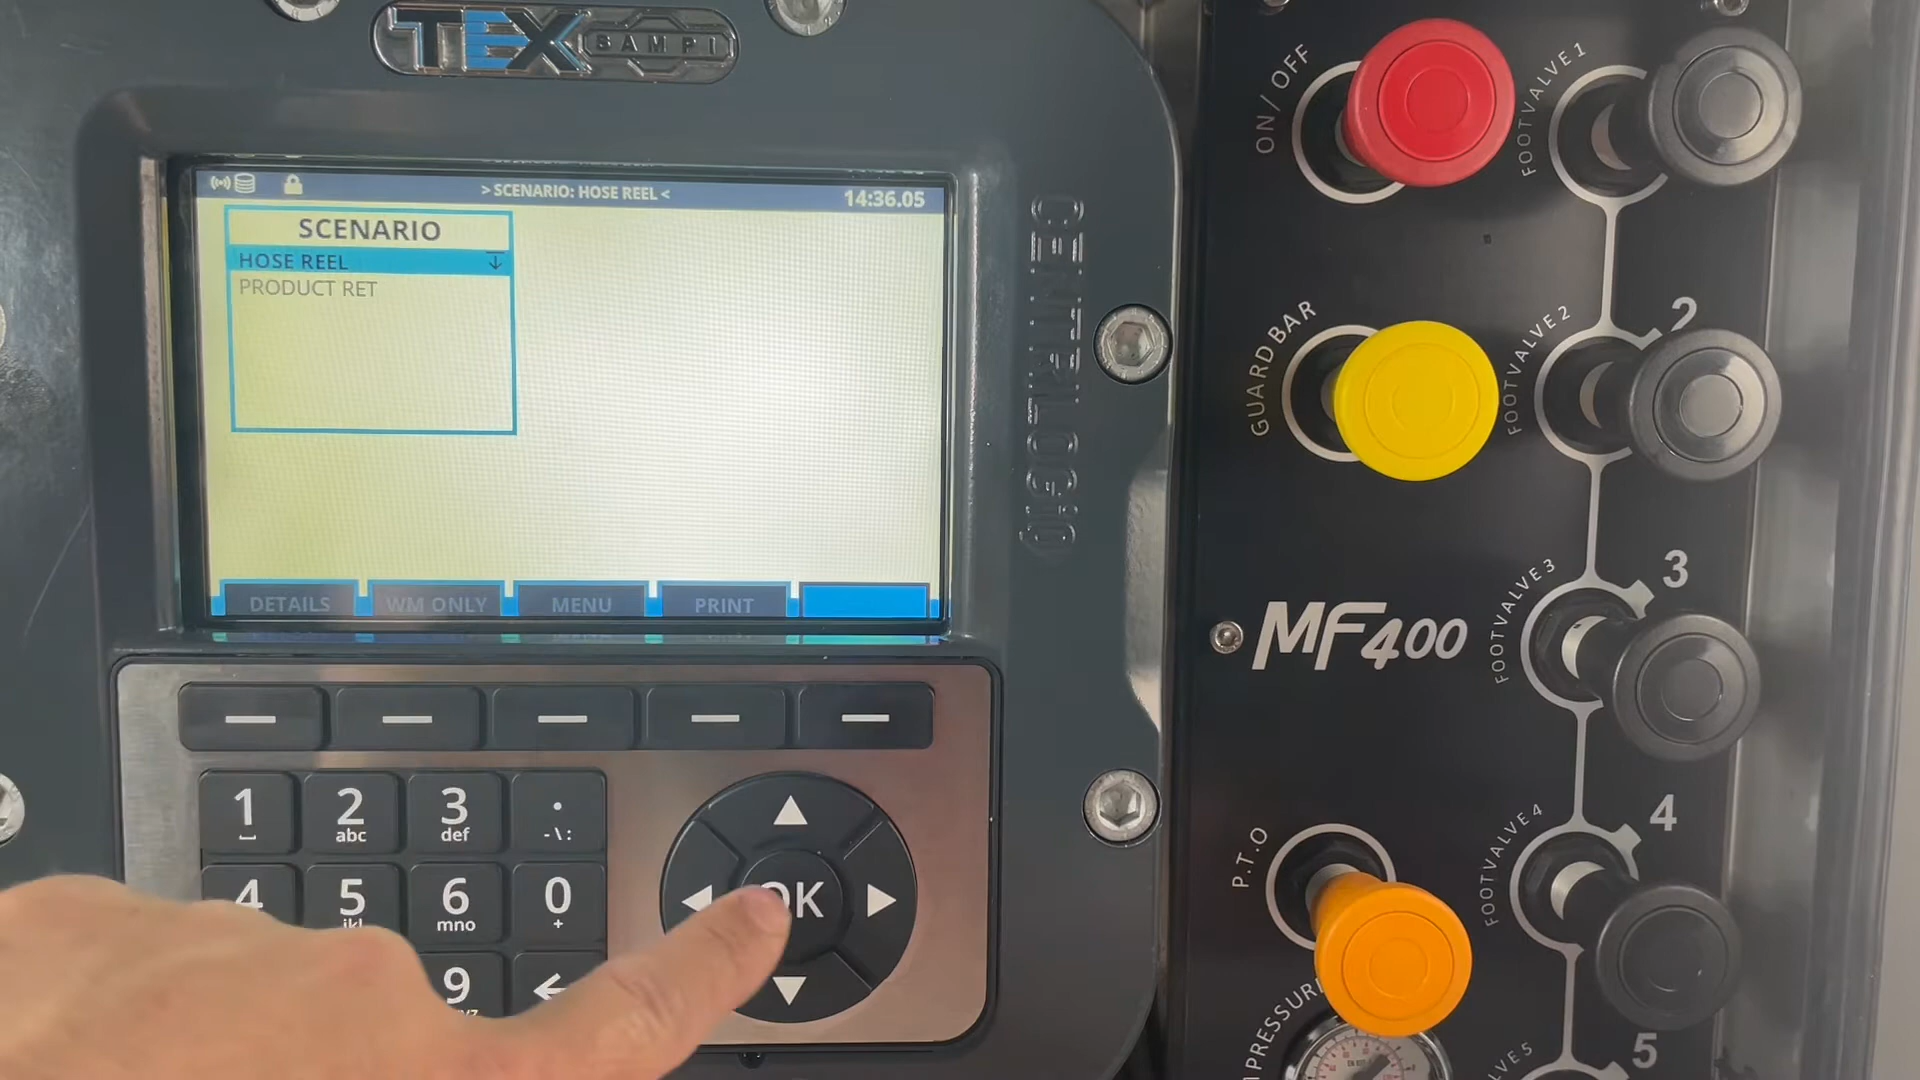 TEX
SAMPI
> SCENARIO: HOSE REEL <
14:36.05
SCENARIO
HOSE REEL
PRODUCT RET
DETAILS
WM ONLY
MENU
PRINT
1
2
abc
3
def
.
-\:
4
5
jkl
6
mno
0
+
9
OK
ON / OFF
FOOTVALVE 1
GUARDBAR
FOOTVALVE 2
2
MF400
FOOTVALVE 3
3
P.T.O
FOOTVALVE 4
4
5